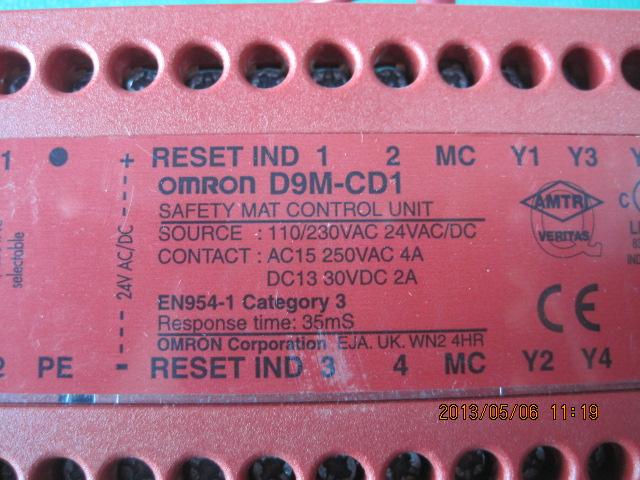 1 + RESET IND 1 2 MC Y1 Y3
omron D9M-CD1
SAFETY MAT CONTROL UNIT
SOURCE : 110/230VAC 24VAC/DC
CONTACT : AC15 250VAC 4A
DC13 30VDC 2A
EN954-1 Category 3
Response time: 35mS
OMRON Corporation EJA. UK. WN2 4HR
2 PE - RESET IND 3 4 MC Y2 Y4
selectable
24V AC/DC
AMTRI
VERITAS
CE
2013/05/06 11:19